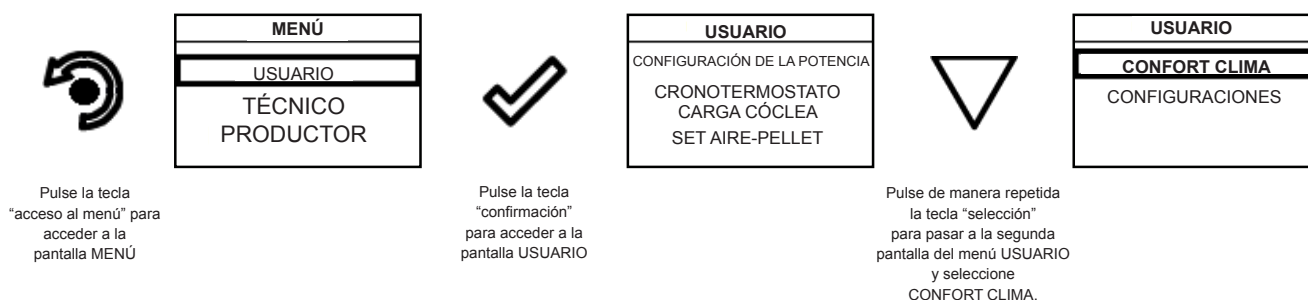 MENÚ
USUARIO
TÉCNICO
PRODUCTOR
Pulse la tecla
“acceso al menú” para
acceder a la
pantalla MENÚ
Pulse la tecla
“confirmación”
para acceder a la
pantalla USUARIO
USUARIO
CONFIGURACIÓN DE LA POTENCIA
CRONOTERMOSTATO
CARGA CÓCLEA
SET AIRE-PELLET
Pulse de manera repetida
la tecla “selección”
para pasar a la segunda
pantalla del menú USUARIO
y seleccione
CONFORT CLIMA.
USUARIO
CONFORT CLIMA
CONFIGURACIONES